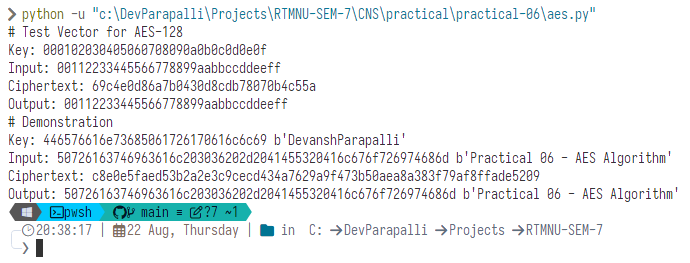 ❯ python -u "c:\DevParapalli\Projects\RTMNU-SEM-7\CNS\practical\practical-06\aes.py"
# Test Vector for AES-128
Key: 000102030405060708090a0b0c0d0e0f
Input: 00112233445566778899aabbccddeeff
Ciphertext: 69c4e0d86a7b0430d8cdb78070b4c55a
Output: 00112233445566778899aabbccddeeff
# Demonstration
Key: 446576616e73685061726170616c6c69 b'DevanshParapalli'
Input: 50726163746963616c203036202d2041455320416c676f726974686d b'Practical 06 - AES Algorithm'
Ciphertext: c8e0e5faed53b2a2e3c9cecd434a7629a9f473b50aea8a383f79af8ffade5209
Output: 50726163746963616c203036202d2041455320416c676f726974686d b'Practical 06 - AES Algorithm'
pwsh main ≡ ?7 ~1
20:38:17 | 22 Aug, Thursday | in C: →DevParapalli→Projects→RTMNU-SEM-7
❯